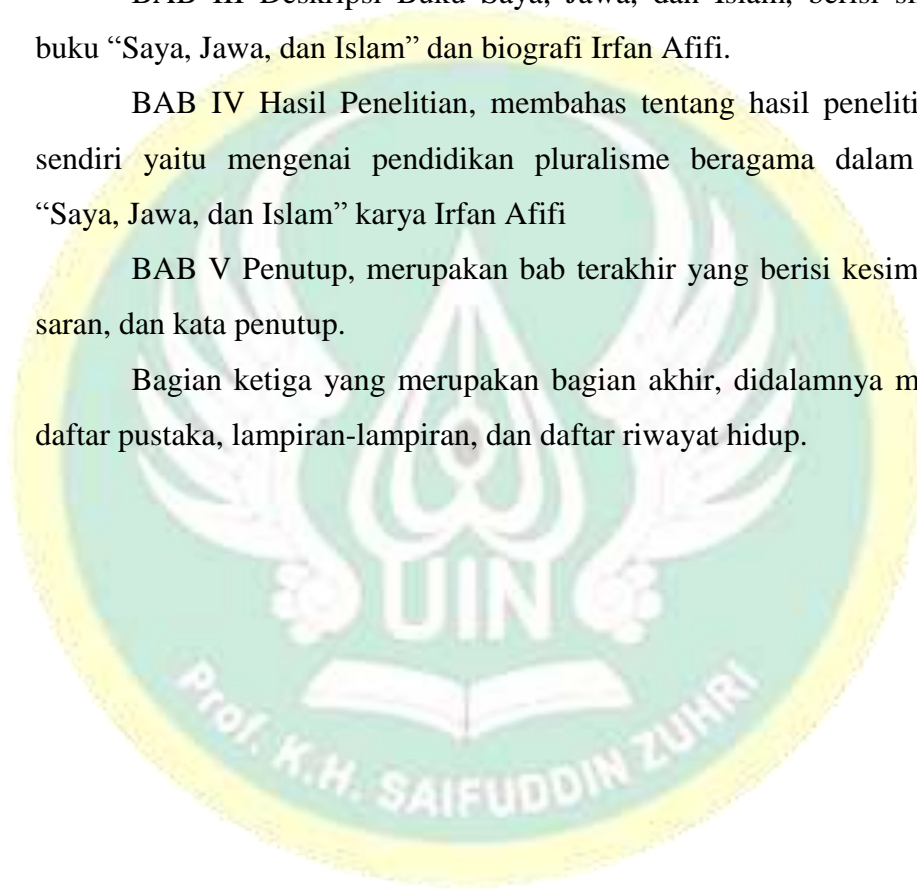 BAB III Deskripsi Buku Saya, Jawa, dan Islam, berisi
buku “Saya, Jawa, dan Islam” dan biografi Irfan Afifi.
BAB IV Hasil Penelitian, membahas tentang hasil
sendiri yaitu mengenai pendidikan pluralisme beragama dalam
“Saya, Jawa, dan Islam” karya Irfan Afifi
BAB V Penutup, merupakan bab terakhir yang berisi
saran, dan kata penutup.
Bagian ketiga yang merupakan bagian akhir, didalamnya
daftar pustaka, lampiran-lampiran, dan daftar riwayat hidup.
UIN
Prof. K.H. SAIFUDDIN ZUHRI